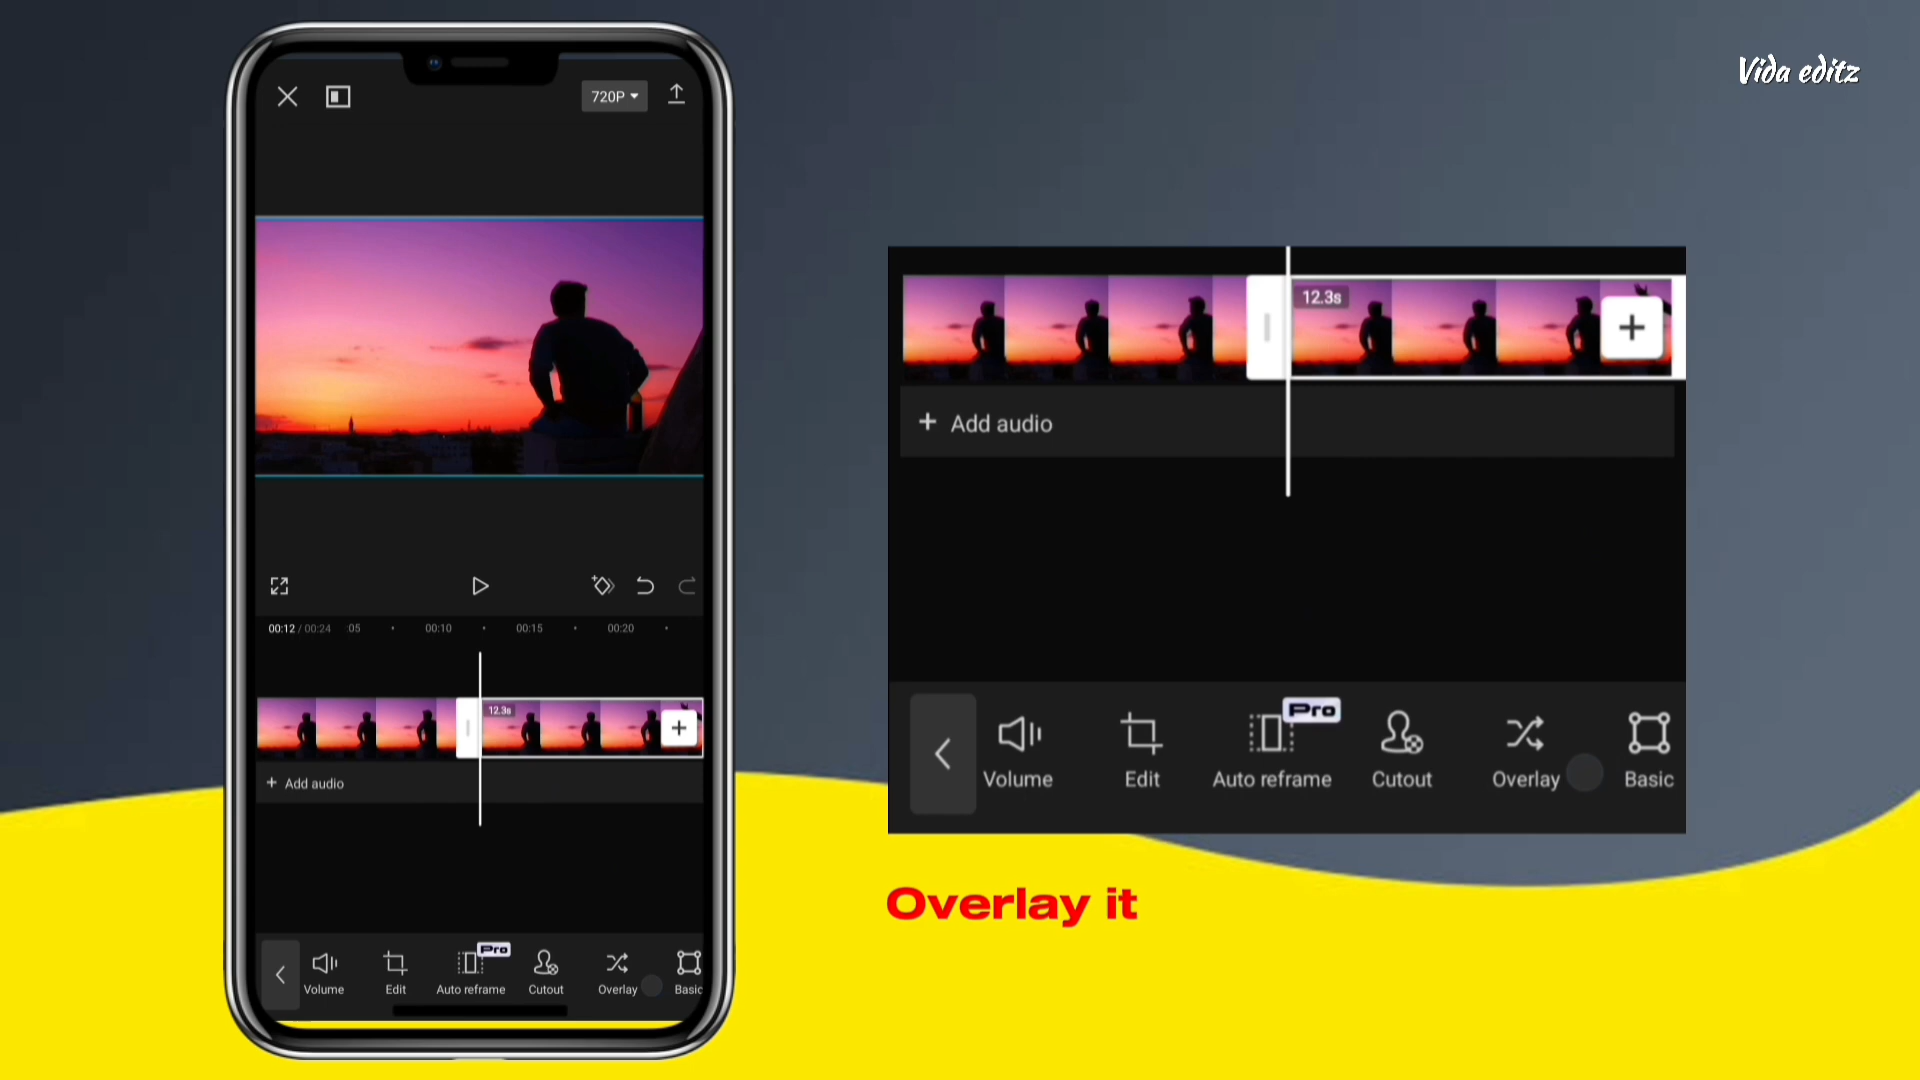 Vida editz
720P
00:12 / 00:24 :05 00:10 00:15 00:20
12.3s
+ Add audio
Volume Edit Auto reframe Pro Cutout Overlay Basic
12.3s
+ Add audio
Volume Edit Auto reframe Pro Cutout Overlay Basic
Overlay it